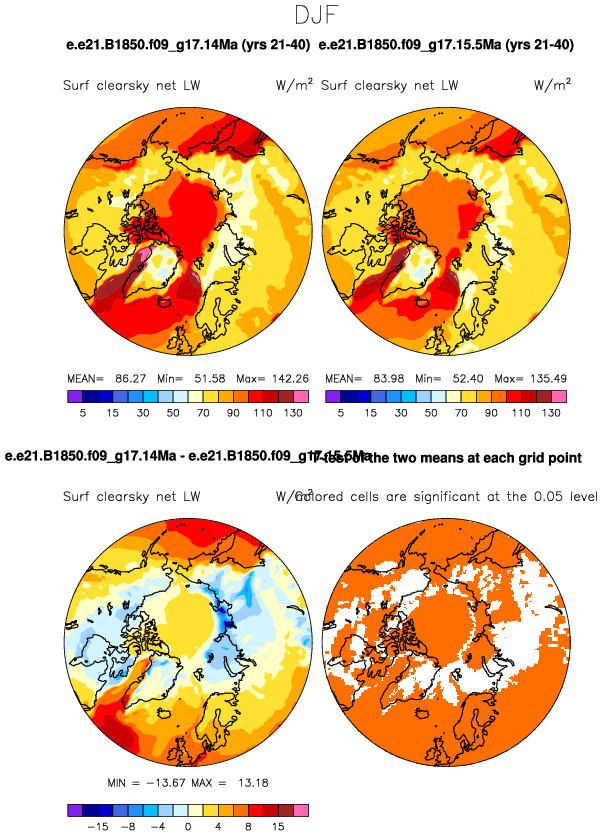 DJF
e.e21.B1850.f09_g17.14Ma (yrs 21-40) e.e21.B1850.f09_g17.15.5Ma (yrs 21-40)
Surf clearsky net LW W/m² Surf clearsky net LW W/m²
MEAN= 86.27 Min= 51.58 Max= 142.26 MEAN= 83.98 Min= 52.40 Max= 135.49
5 15 30 50 70 90 110 130 5 15 30 50 70 90 110 130
e.e21.B1850.f09_g17.14Ma - e.e21.B1850.f09_g17.15.5Ma T-test of the two means at each grid point
Surf clearsky net LW W/m² Colored cells are significant at the 0.05 level
MIN = -13.67 MAX = 13.18
-15 -8 -4 0 4 8 15